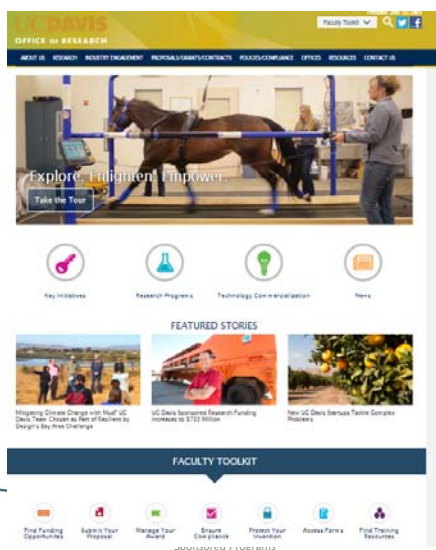 UC DAVIS
OFFICE OF RESEARCH
Faculty Toolkit
ABOUT US RESEARCH INDUSTRY ENGAGEMENT PROPOSALS/GRANTS/CONTRACTS POLICIES/COMPLIANCE OFFICES RESOURCES CONTACT US
Explore. Enlighten. Empower.
Take the Tour
Key Initiatives Research Programs Technology Commercialization News
FEATURED STORIES
Mitigating Climate Change with Mud? UC
Davis Team Chosen as Part of Resilient by
Design's Bay Area Challenge
UC Davis Sponsored Research Funding
Increases to $703 Million
New UC Davis Startups Tackle Complex
Problems
FACULTY TOOLKIT
Find Funding
Opportunities
Submit Your
Proposal
Manage Your
Award
Ensure
Compliance
Protect Your
Invention
Access Forms
Find Training
Resources
Sponsored Programs